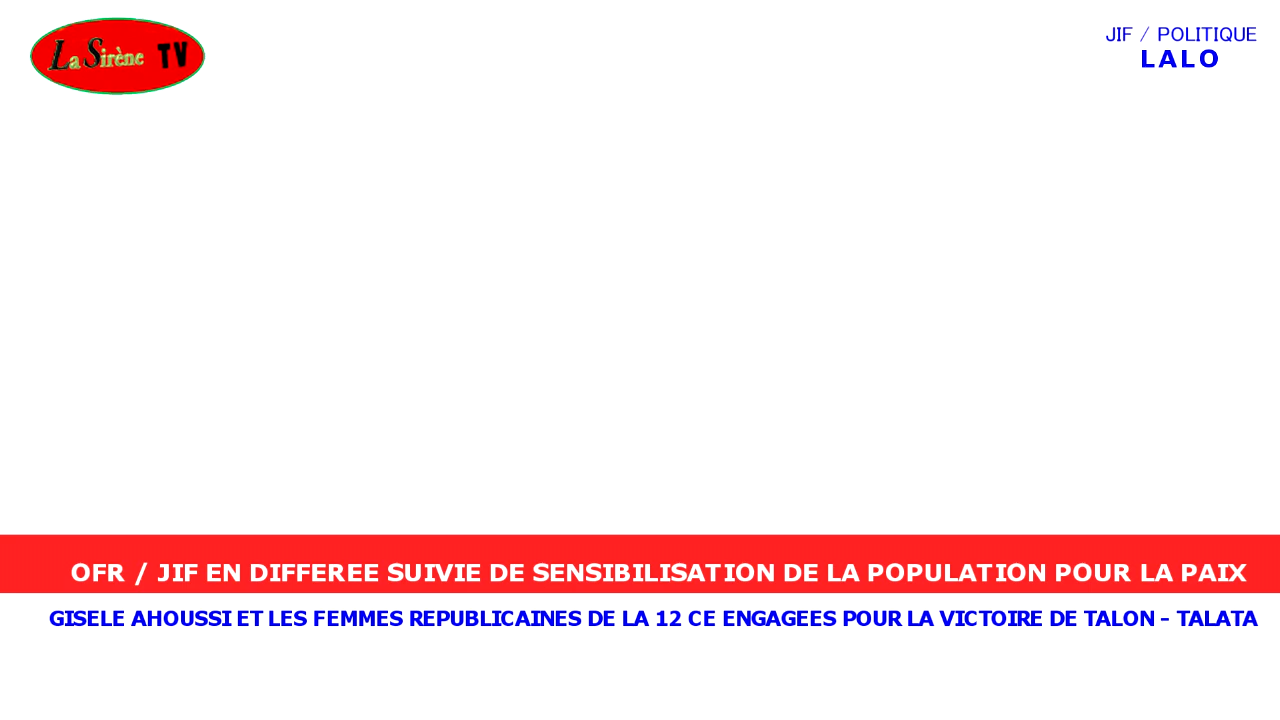 La Sirène TV
JIF / POLITIQUE
LALO
OFR / JIF EN DIFFEREE SUIVIE DE SENSIBILISATION DE LA POPULATION POUR LA PAIX
GISELE AHOUSSI ET LES FEMMES REPUBLICAINES DE LA 12 CE ENGAGEES POUR LA VICTOIRE DE TALON - TALATA